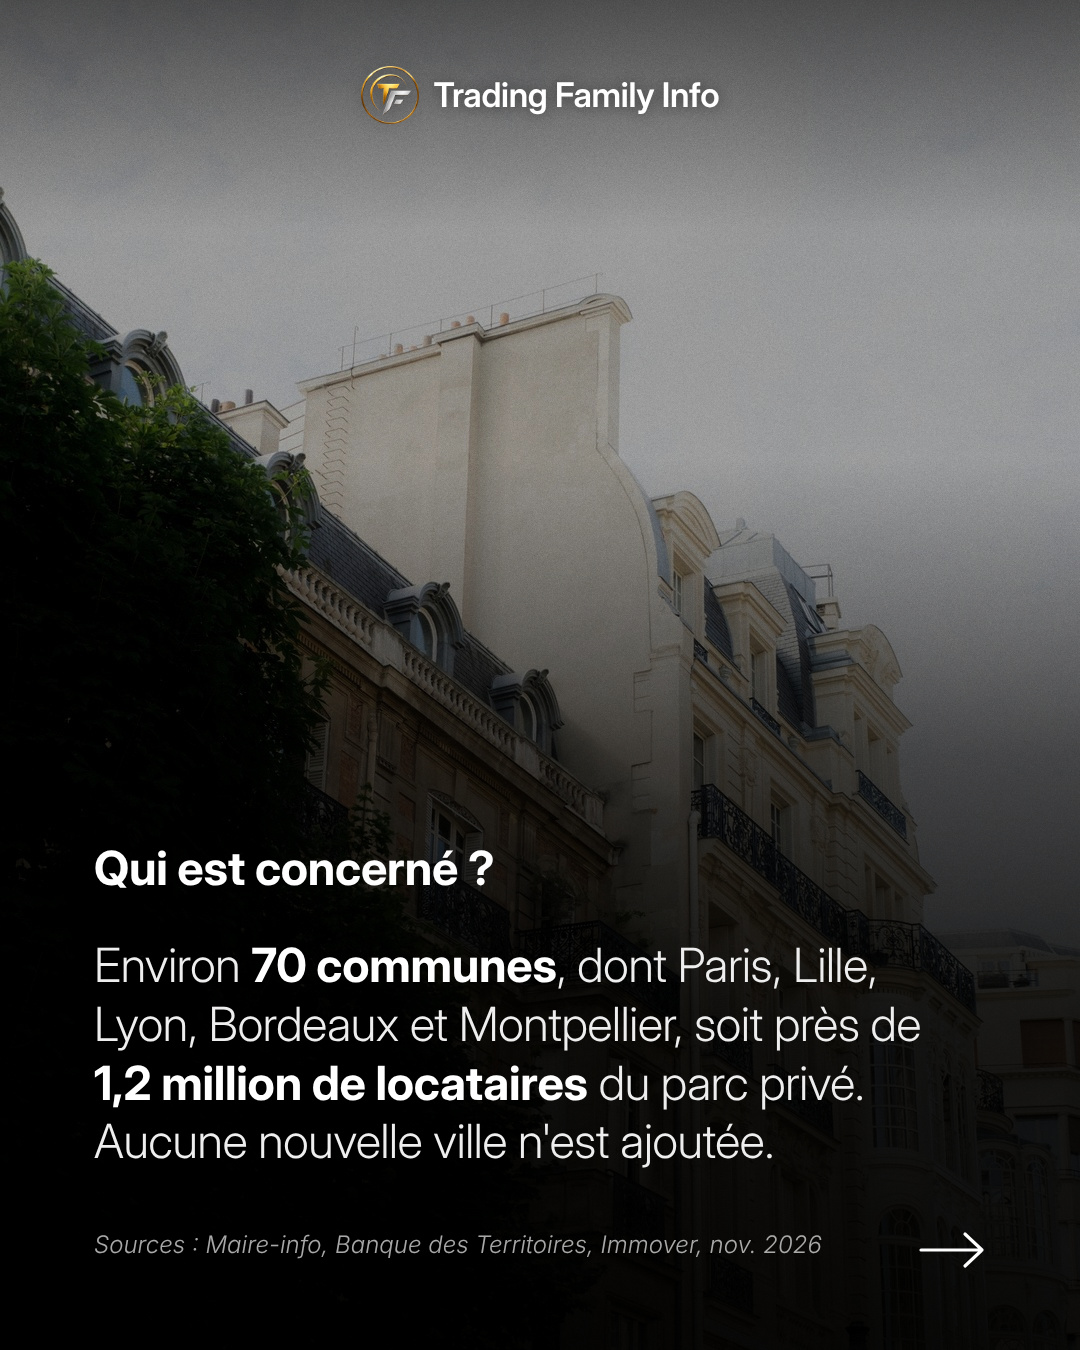 TF Trading Family Info
Qui est concerné ?
Environ 70 communes, dont Paris, Lille,
Lyon, Bordeaux et Montpellier, soit près de
1,2 million de locataires du parc privé.
Aucune nouvelle ville n'est ajoutée.
Sources : Maire-info, Banque des Territoires, Immover, nov. 2026